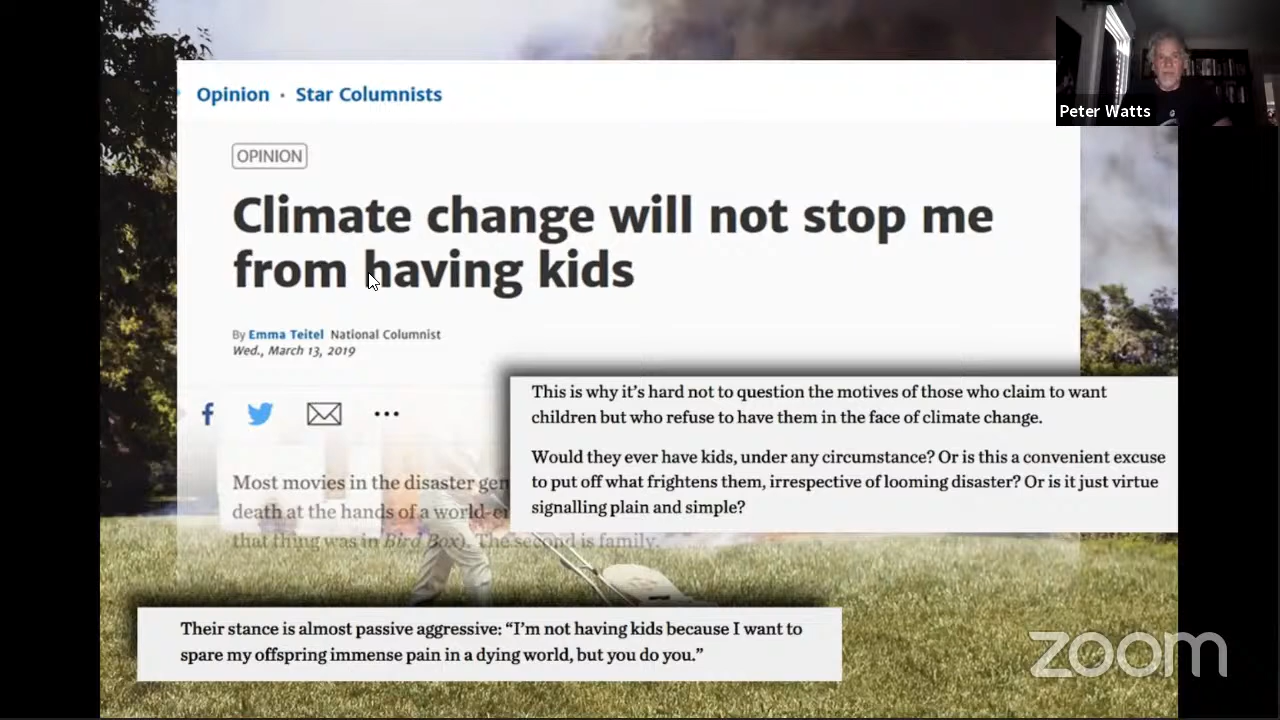 Opinion · Star Columnists
Peter Watts
OPINION
Climate change will not stop me
from having kids
By Emma Teitel National Columnist
Wed., March 13, 2019
This is why it's hard not to question the motives of those who claim to want
children but who refuse to have them in the face of climate change.
Would they ever have kids, under any circumstance? Or is this a convenient excuse
to put off what frightens them, irrespective of looming disaster? Or is it just virtue
signalling plain and simple?
Most movies in the disaster gen
death at the hands of a world-e
that thing was in Bird Box). The second is family.
Their stance is almost passive aggressive: “I'm not having kids because I want to
spare my offspring immense pain in a dying world, but you do you.”
zoom